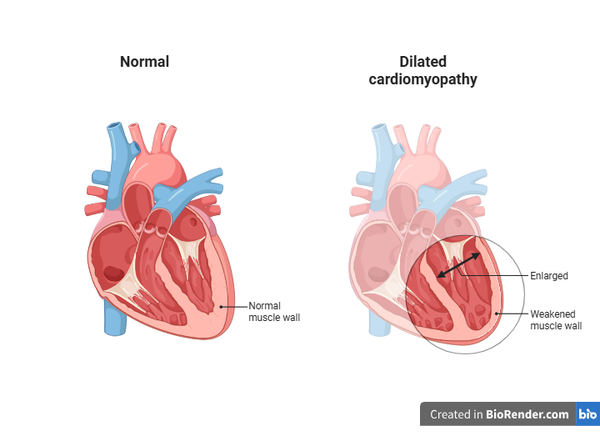 Normal
Dilated
cardiomyopathy
Normal
muscle wall
Enlarged
Weakened
muscle wall
Created in BioRender.com bio